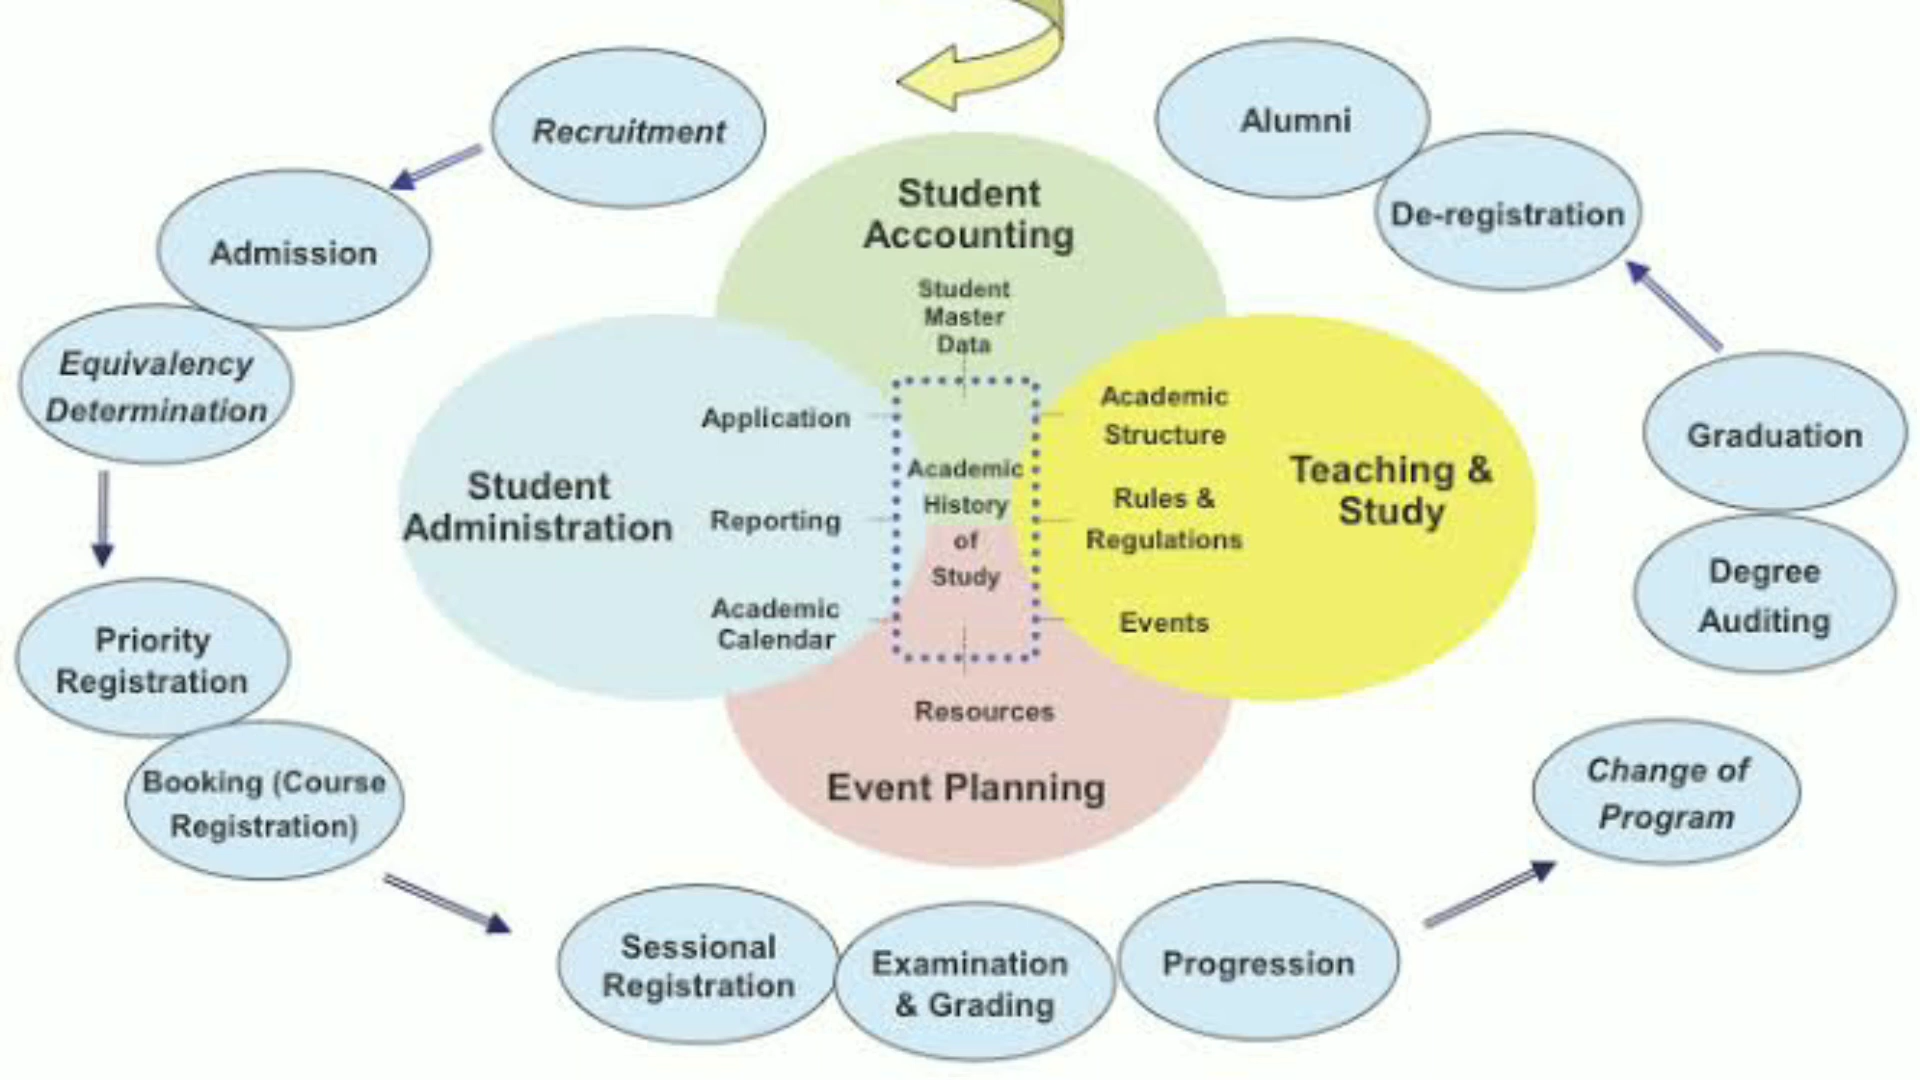 Recruitment
Admission
Equivalency
Determination
Priority
Registration
Booking (Course
Registration)
Sessional
Registration
Examination
& Grading
Progression
Change of
Program
Degree
Auditing
Graduation
De-registration
Alumni
Student
Accounting
Student
Master
Data
Student
Administration
Application
Reporting
Academic
Calendar
Academic
History
of
Study
Academic
Structure
Rules &
Regulations
Events
Teaching &
Study
Resources
Event Planning